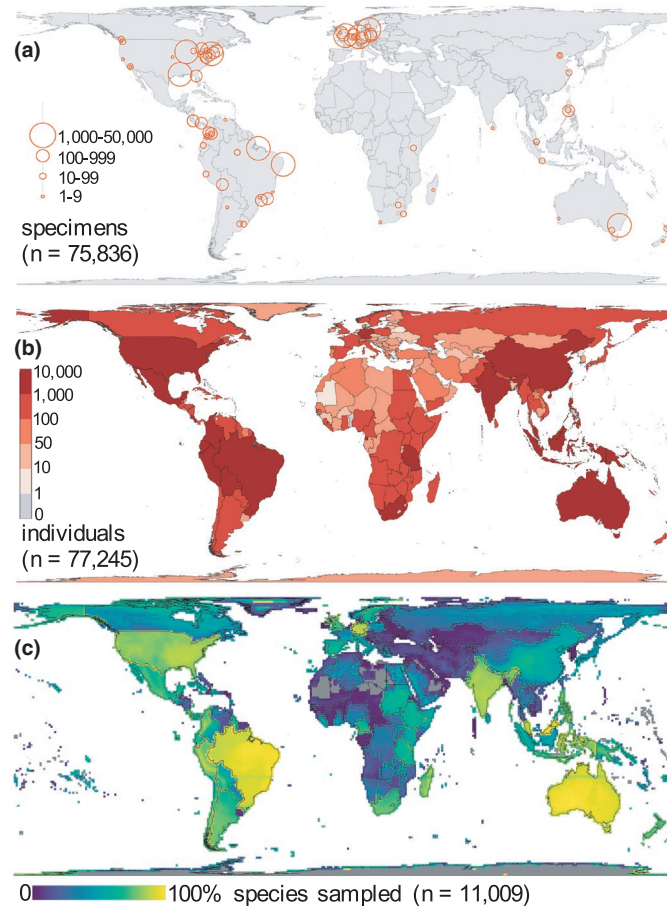 (a)
1,000-50,000
100-999
10-99
1-9
specimens
(n = 75,836)
(b)
10,000
1,000
100
50
10
1
0
individuals
(n = 77,245)
(c)
0 100% species sampled (n = 11,009)